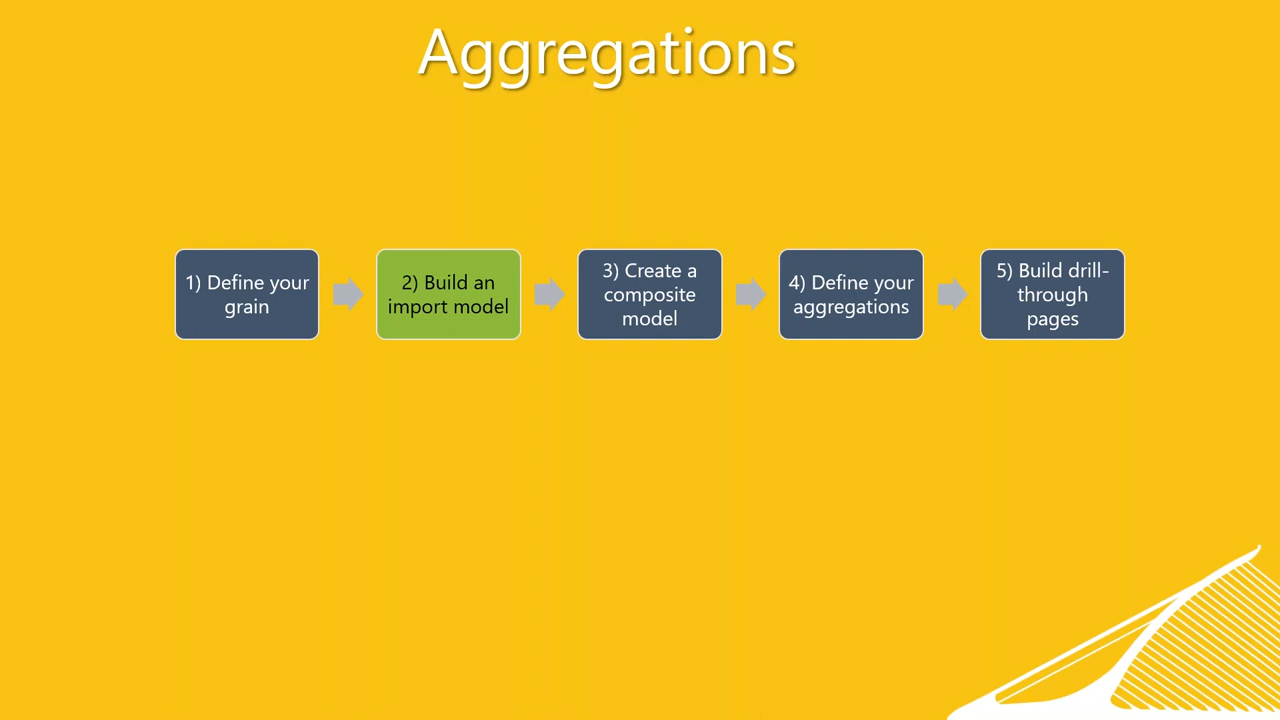 Aggregations
1) Define your
grain
2) Build an
import model
3) Create a
composite
model
4) Define your
aggregations
5) Build drill-
through
pages